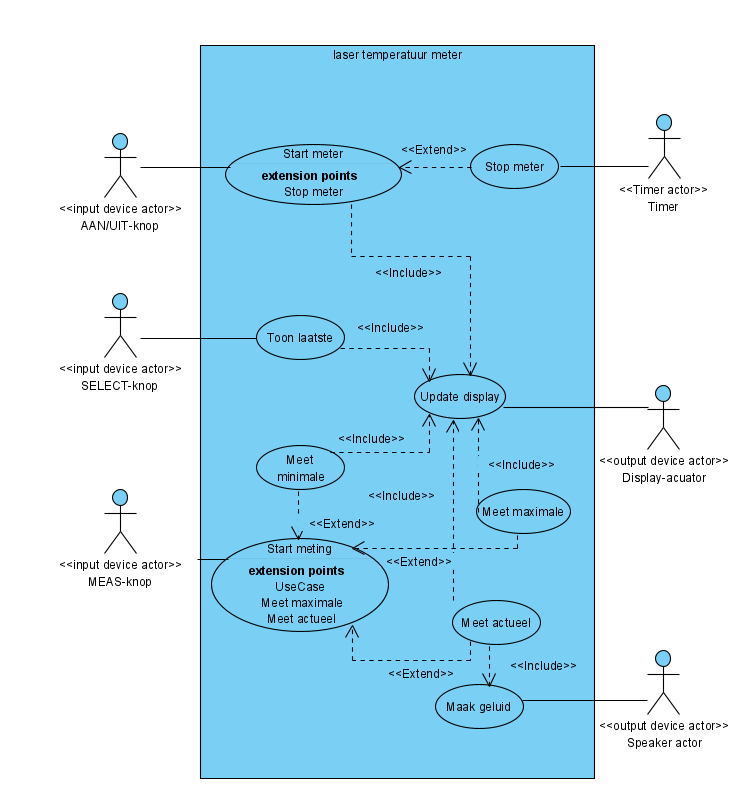 laser temperatuur meter
Start meter
extension points
Stop meter
<<Extend>>
Stop meter
<<input device actor>>
AAN/UIT-knop
<<Timer actor>>
Timer
<<Include>>
Toon laatste
<<Include>>
<<input device actor>>
SELECT-knop
Update display
<<output device actor>>
Display-acuator
<<Include>>
Meet
minimale
<<Include>>
<<Include>>
Meet maximale
<<Extend>>
Start meting
extension points
UseCase
Meet maximale
Meet actueel
<<Extend>>
<<input device actor>>
MEAS-knop
Meet actueel
<<Include>>
<<Extend>>
Maak geluid
<<output device actor>>
Speaker actor